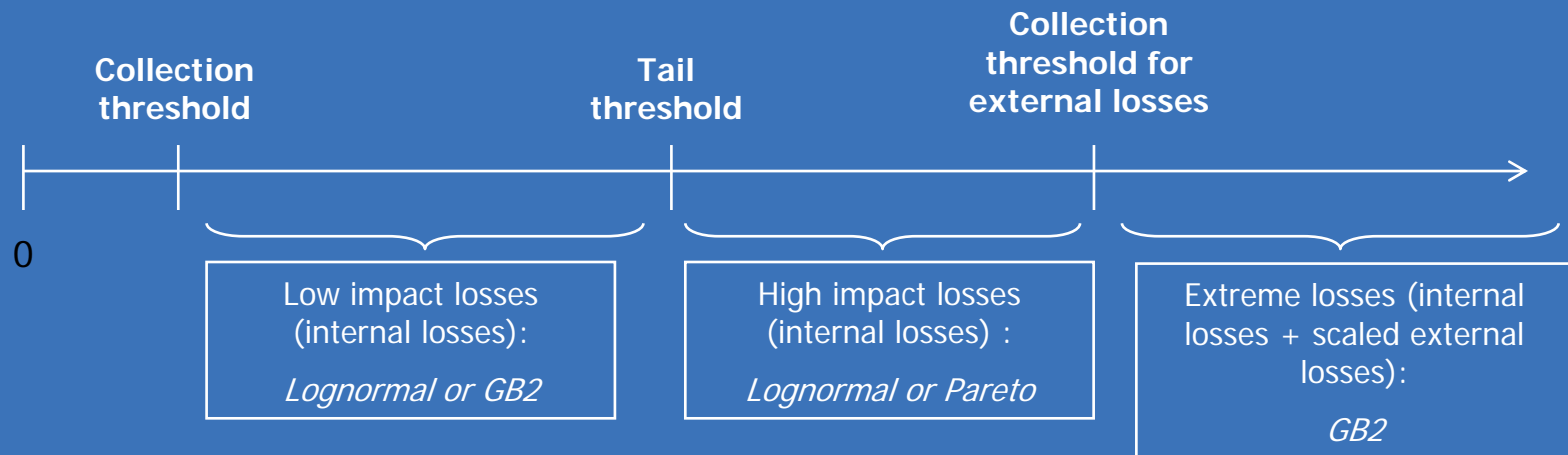 Collection
threshold
Tail
threshold
Collection
threshold for
external losses
0
Low impact losses
(internal losses):
Lognormal or GB2
High impact losses
(internal losses) :
Lognormal or Pareto
Extreme losses (internal
losses + scaled external
losses):
GB2